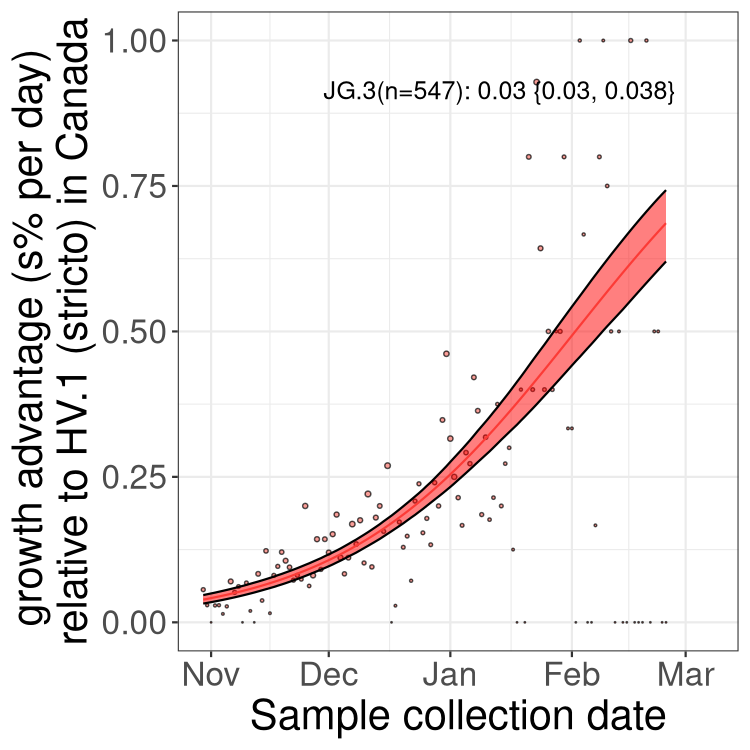 growth advantage (s% per day)
relative to HV.1 (stricto) in Canada
1.00
0.75
0.50
0.25
0.00
JG.3(n=547): 0.03 {0.03, 0.038}
Nov Dec Jan Feb Mar
Sample collection date